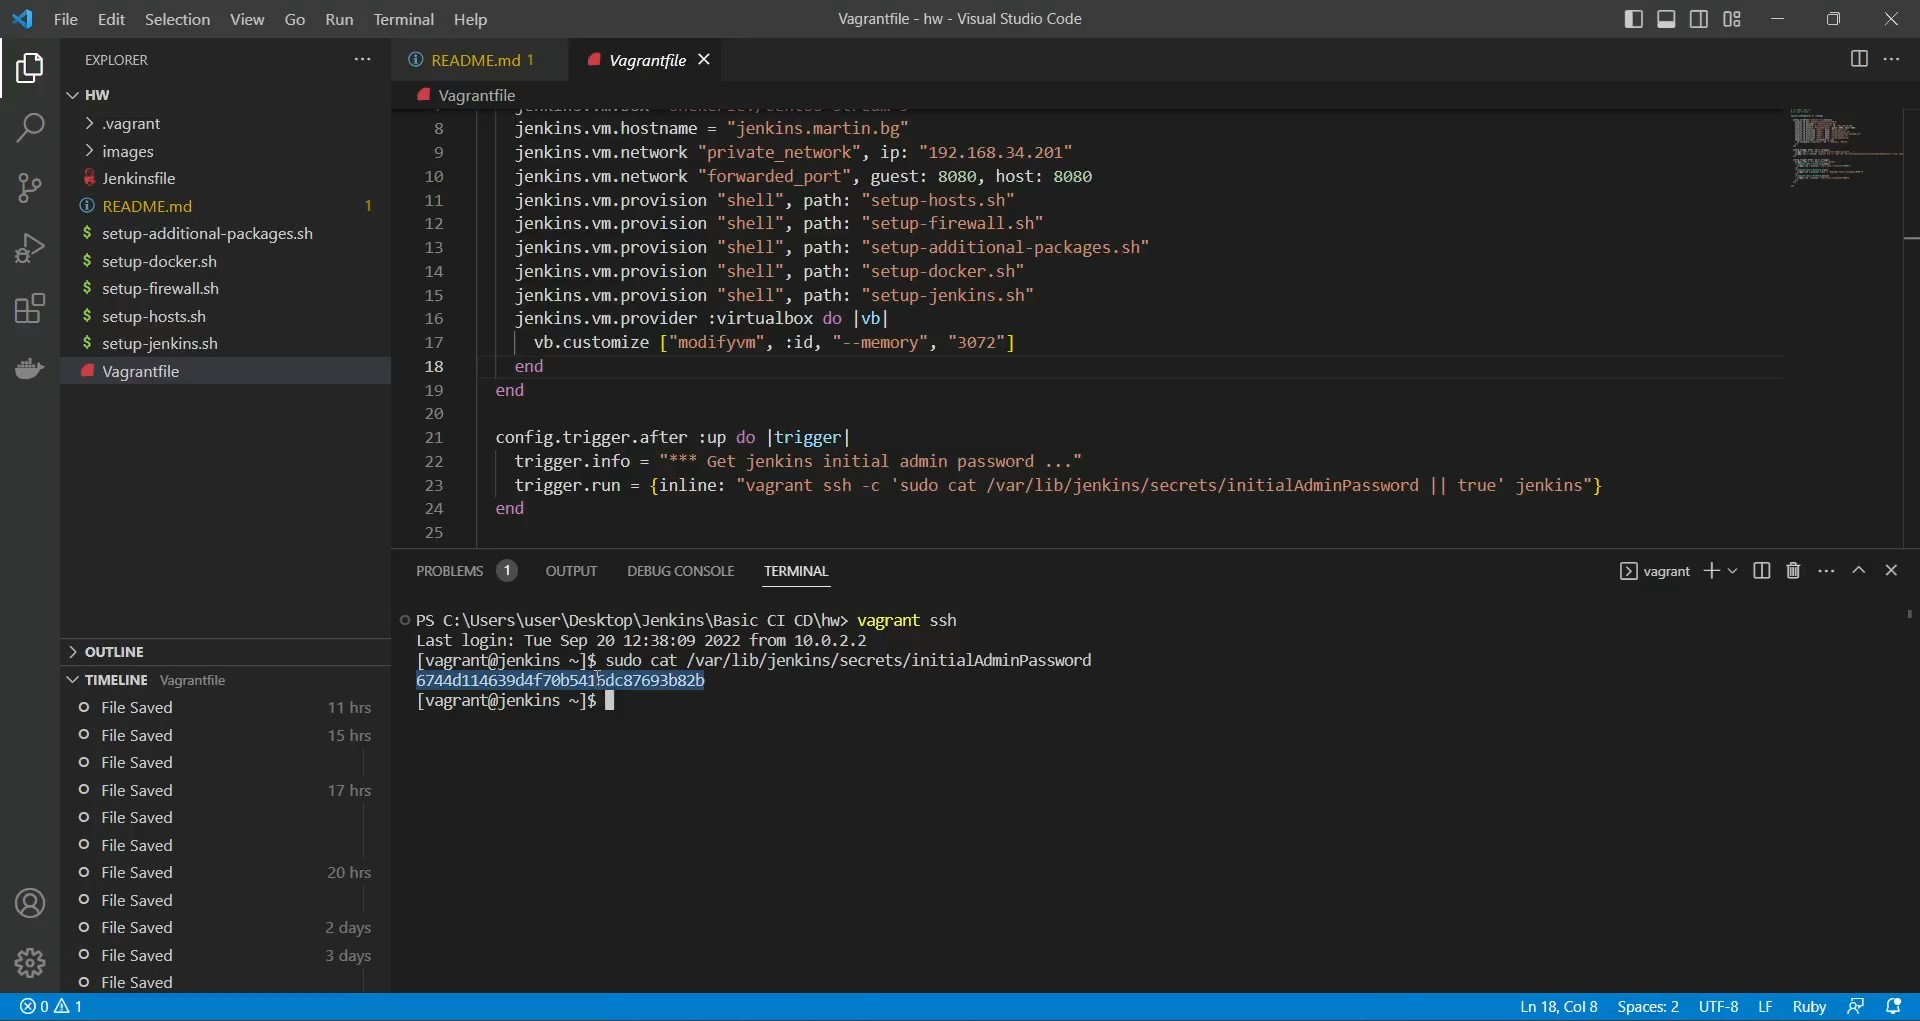 File Edit Selection View Go Run Terminal Help
Vagrantfile - hw - Visual Studio Code
EXPLORER
HW
.vagrant
images
Jenkinsfile
README.md 1
setup-additional-packages.sh
setup-docker.sh
setup-firewall.sh
setup-hosts.sh
setup-jenkins.sh
Vagrantfile
OUTLINE
TIMELINE Vagrantfile
File Saved 11 hrs
File Saved 15 hrs
File Saved
File Saved 17 hrs
File Saved
File Saved
File Saved 20 hrs
File Saved
File Saved 2 days
File Saved 3 days
File Saved
README.md 1 Vagrantfile
Vagrantfile
8 jenkins.vm.hostname = "jenkins.martin.bg"
9 jenkins.vm.network "private_network", ip: "192.168.34.201"
10 jenkins.vm.network "forwarded_port", guest: 8080, host: 8080
11 jenkins.vm.provision "shell", path: "setup-hosts.sh"
12 jenkins.vm.provision "shell", path: "setup-firewall.sh"
13 jenkins.vm.provision "shell", path: "setup-additional-packages.sh"
14 jenkins.vm.provision "shell", path: "setup-docker.sh"
15 jenkins.vm.provision "shell", path: "setup-jenkins.sh"
16 jenkins.vm.provider :virtualbox do |vb|
17 vb.customize ["modifyvm", :id, "--memory", "3072"]
18 end
19 end
20
21 config.trigger.after :up do |trigger|
22 trigger.info = "*** Get jenkins initial admin password ..."
23 trigger.run = {inline: "vagrant ssh -c 'sudo cat /var/lib/jenkins/secrets/initialAdminPassword || true' jenkins"}
24 end
25
PROBLEMS 1 OUTPUT DEBUG CONSOLE TERMINAL
vagrant
PS C:\Users\user\Desktop\Jenkins\Basic CI CD\hw> vagrant ssh
Last login: Tue Sep 20 12:38:09 2022 from 10.0.2.2
[vagrant@jenkins ~]$ sudo cat /var/lib/jenkins/secrets/initialAdminPassword
[vagrant@jenkins ~]$
0 1
Ln 18, Col 8 Spaces: 2 UTF-8 LF Ruby